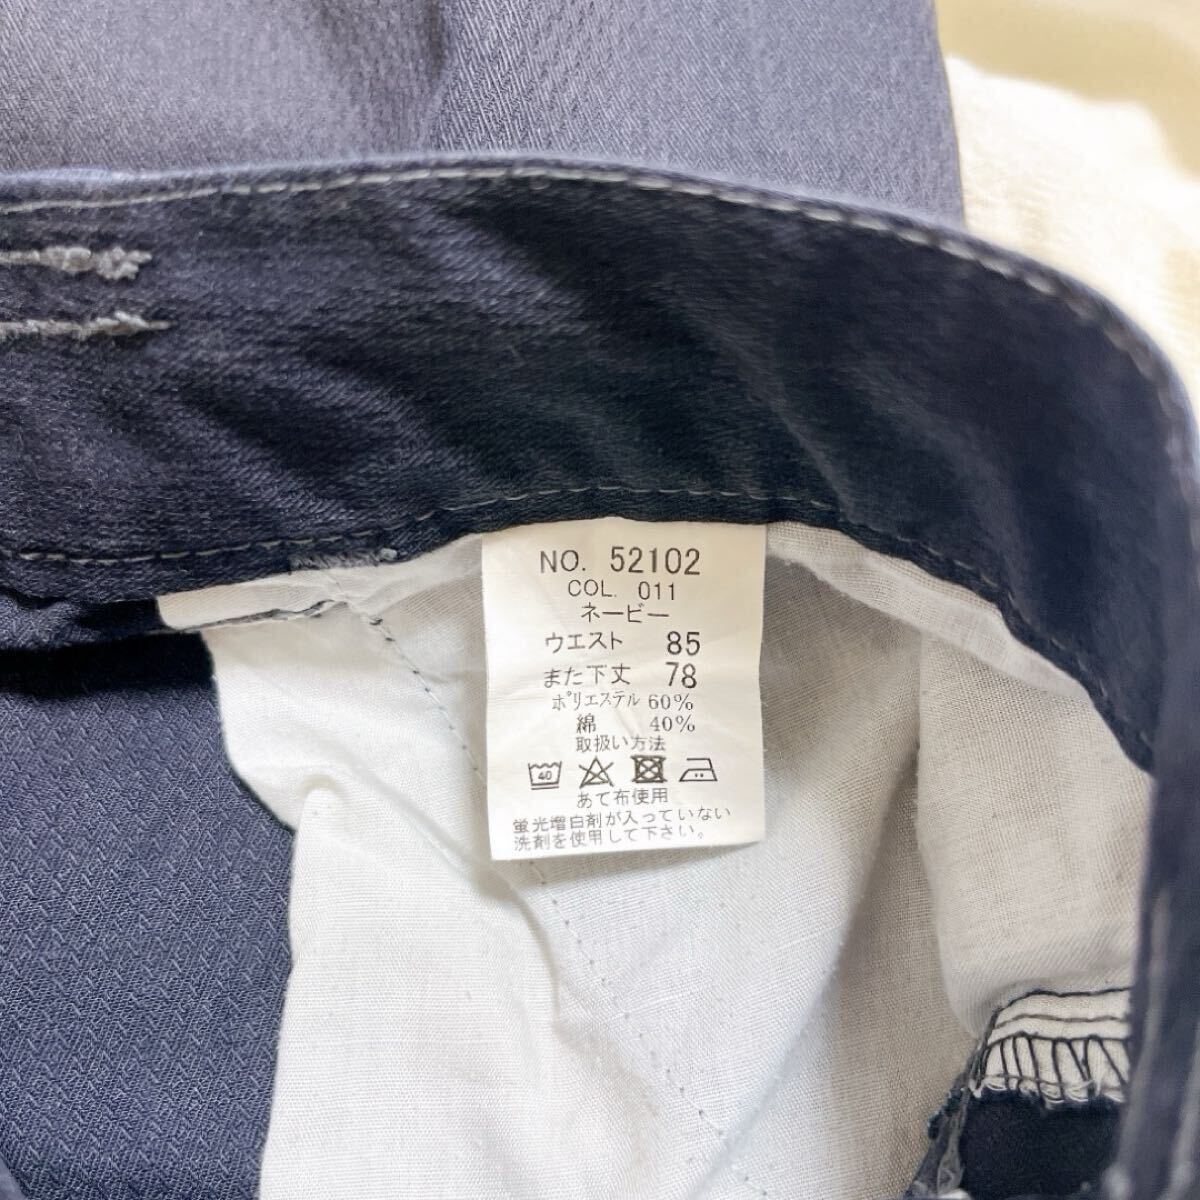 NO. 52102
COL. 011
ネービー
ウエスト 85
また下丈 78
ポリエステル 60%
綿 40%
取扱い方法
40
あて布使用
蛍光増白剤が入っていない
洗剤を使用して下さい。